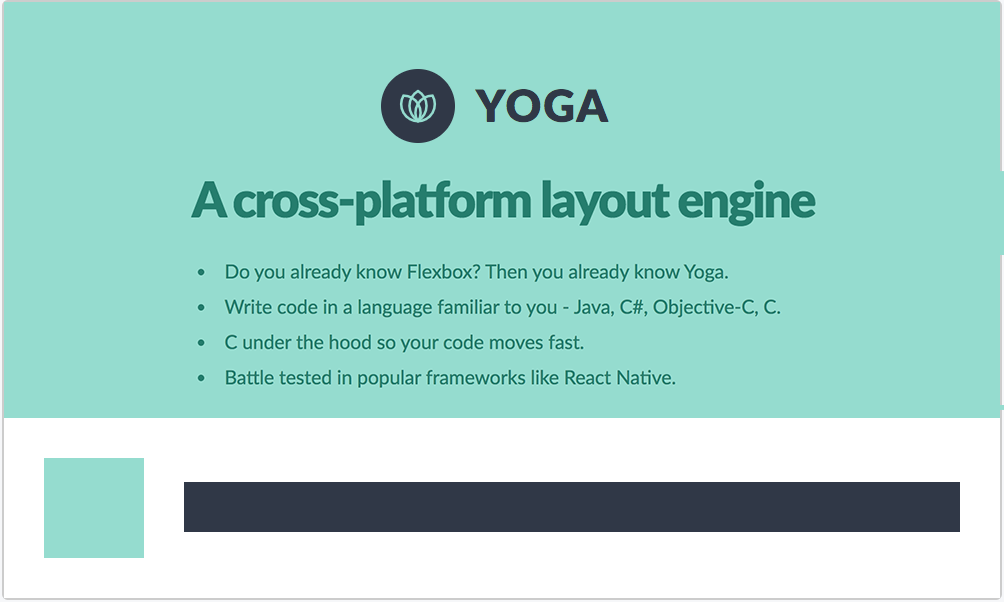 YOGA
A cross-platform layout engine
• Do you already know Flexbox? Then you already know Yoga.
• Write code in a language familiar to you - Java, C#, Objective-C, C.
• C under the hood so your code moves fast.
• Battle tested in popular frameworks like React Native.